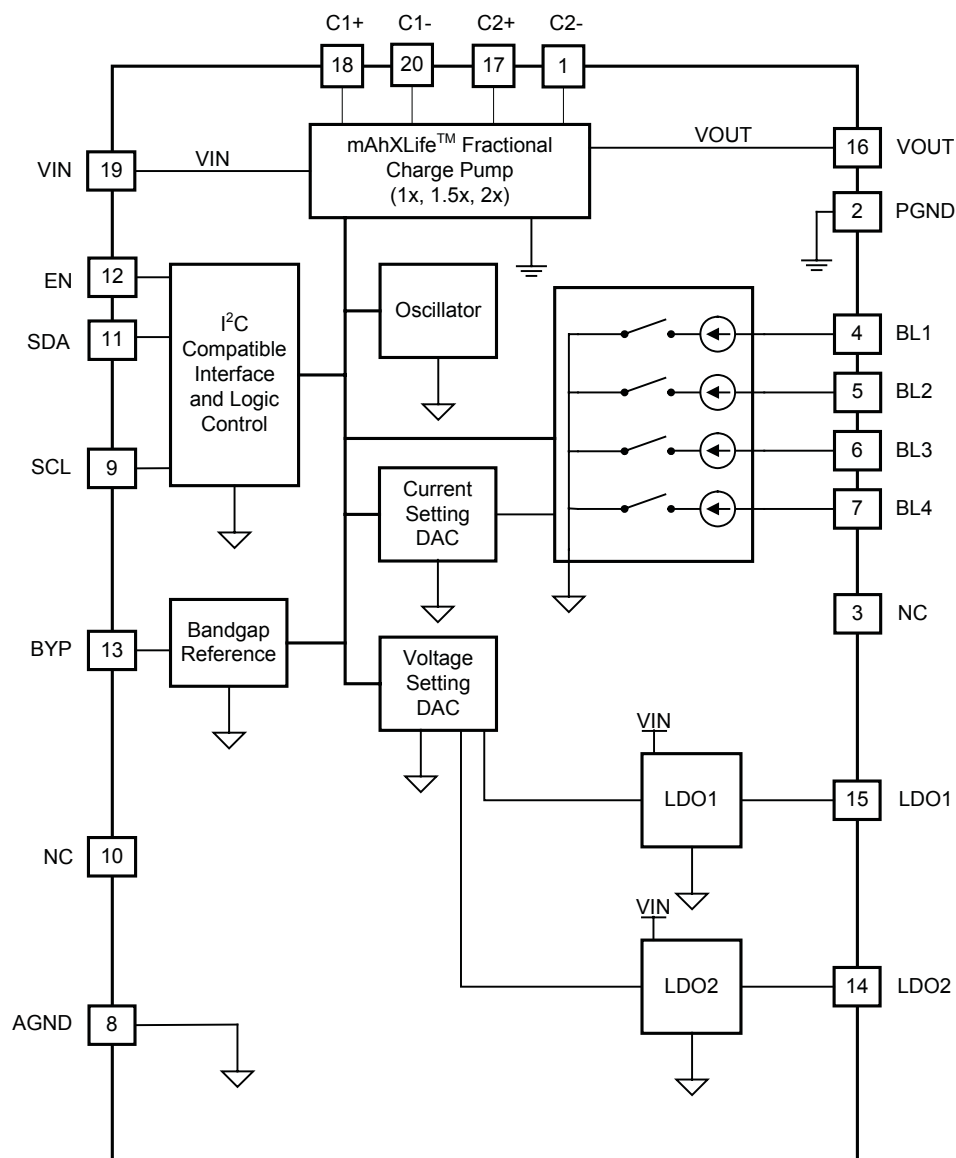 C1+ C1- C2+ C2-
18 20 17 1
mAhXLife™ Fractional
Charge Pump
(1x, 1.5x, 2x)
VIN 19 VIN
VOUT 16 VOUT
2 PGND
EN 12
SDA 11
SCL 9
I²C
Compatible
Interface
and Logic
Control
Oscillator
4 BL1
5 BL2
6 BL3
7 BL4
Current
Setting
DAC
3 NC
BYP 13
Bandgap
Reference
Voltage
Setting
DAC
VIN
LDO1
15 LDO1
NC 10
VIN
LDO2
14 LDO2
AGND 8